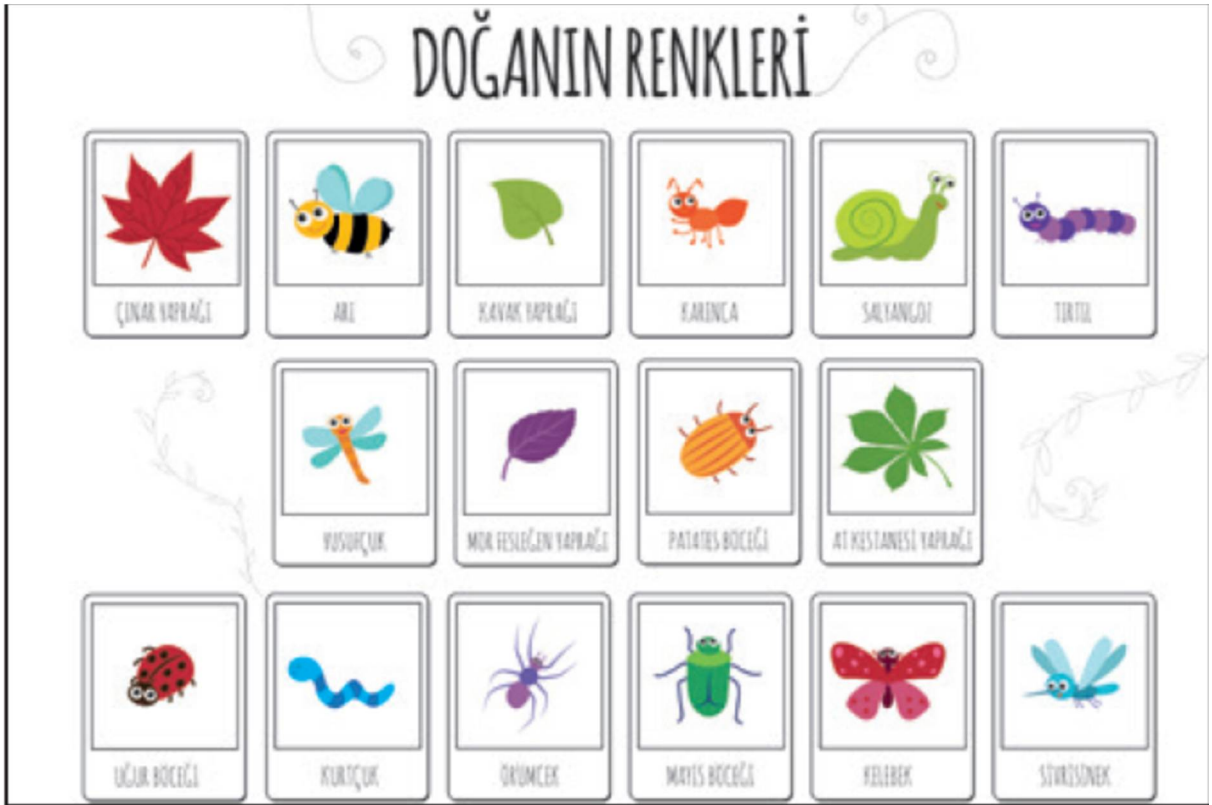 DOĞANIN RENKLERİ
ÇINAR YAPRAĞI
ARI
KAVAK YAPRAĞI
KARINCA
SALYANGOZ
TIRTIL
YUSUFÇUK
MOR FESLEĞEN YAPRAĞI
PATATES BÖCEĞİ
AT KESTANESİ YAPRAĞI
UĞUR BÖCEĞİ
KURTÇUK
ÖRÜMCEK
MAYIS BÖCEĞİ
KELEBEK
SİVRİSİNEK